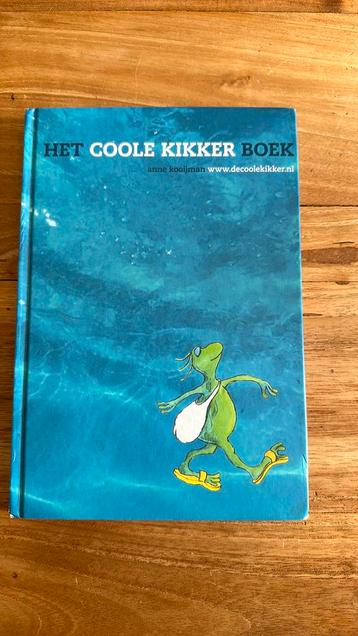 HET COOLE KIKKER BOEK
anne kooijman www.decoolekikker.nl